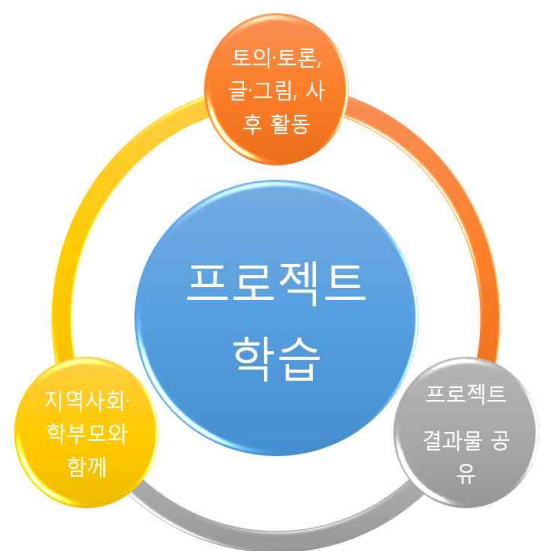 토의·토론,
글·그림, 사
후 활동
프로젝트
학습
지역사회·
학부모와
함께
프로젝트
결과물 공
유